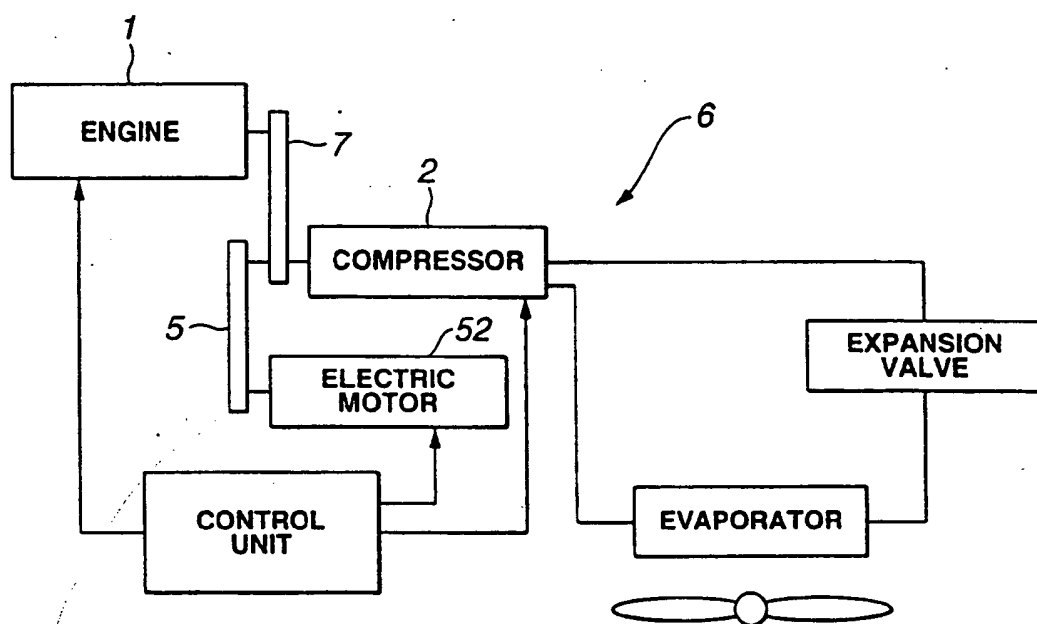 1
ENGINE
7
6
2
COMPRESSOR
5
52
EXPANSION
VALVE
ELECTRIC
MOTOR
CONTROL
UNIT
EVAPORATOR